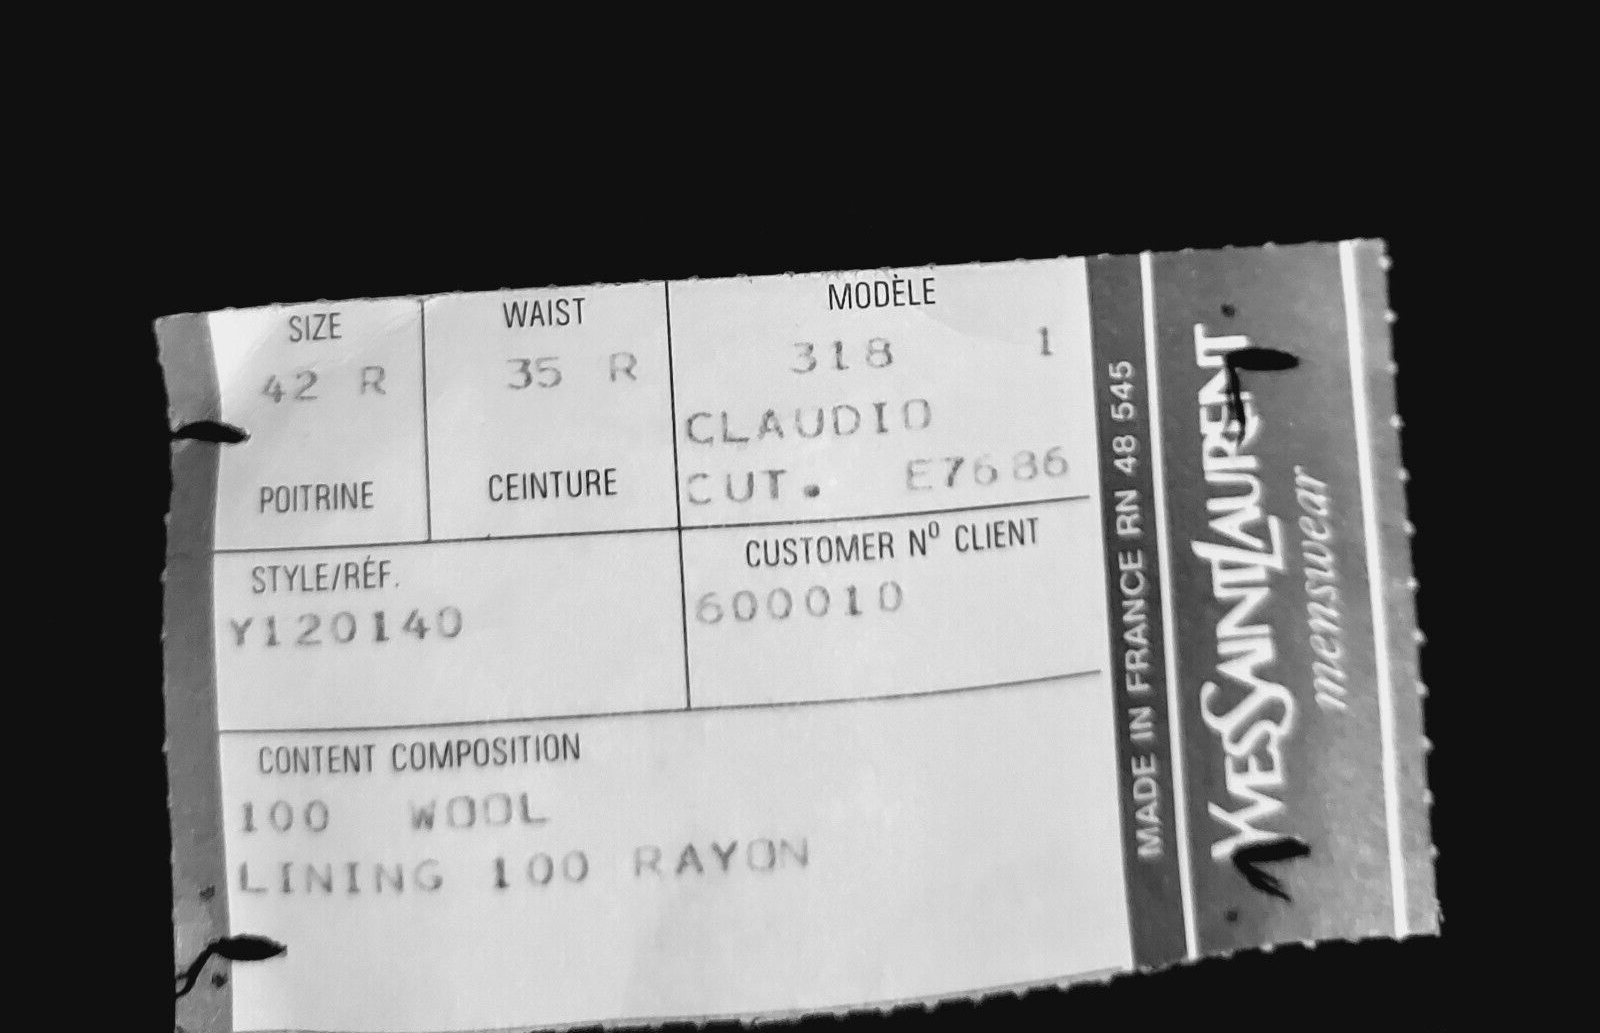 SIZE
42 R
POITRINE
WAIST
35 R
CEINTURE
MODÈLE
318 1
CLAUDIO
CUT. E7686
STYLE/RÉF.
Y120140
CUSTOMER Nº CLIENT
600010
CONTENT COMPOSITION
100 WOOL
LINING 100 RAYON
MADE IN FRANCE RN 48 545
YVESSAINTLAURENT
menswear